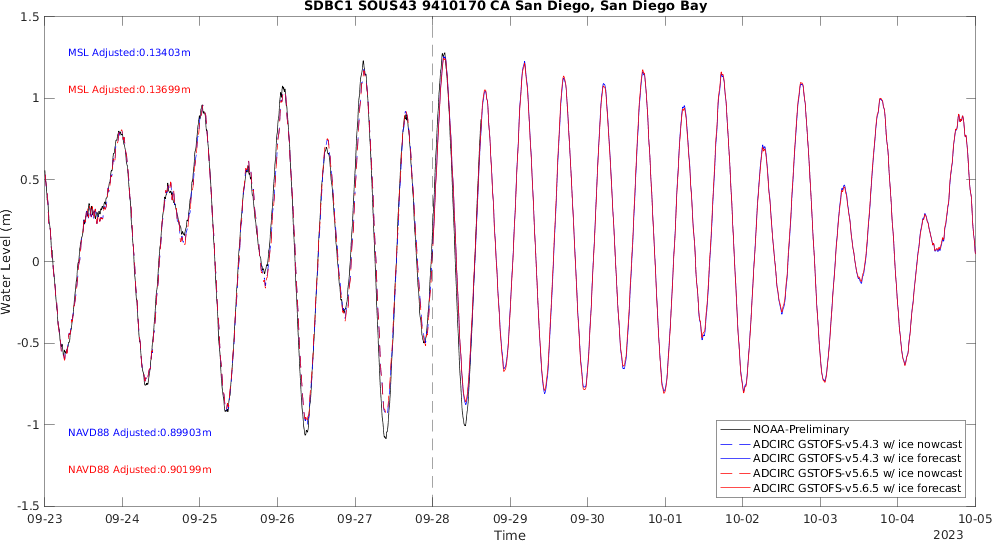 SDBC1 SOUS43 9410170 CA San Diego, San Diego Bay
1.5
MSL Adjusted:0.13403m
MSL Adjusted:0.13699m
1
0.5
0
-0.5
-1
-1.5
Water Level (m)
NAVD88 Adjusted:0.89903m
NAVD88 Adjusted:0.90199m
NOAA-Preliminary
ADCIRC GSTOFS-v5.4.3 w/ ice nowcast
ADCIRC GSTOFS-v5.4.3 w/ ice forecast
ADCIRC GSTOFS-v5.6.5 w/ ice nowcast
ADCIRC GSTOFS-v5.6.5 w/ ice forecast
09-23 09-24 09-25 09-26 09-27 09-28 09-29 09-30 10-01 10-02 10-03 10-04 10-05
Time
2023